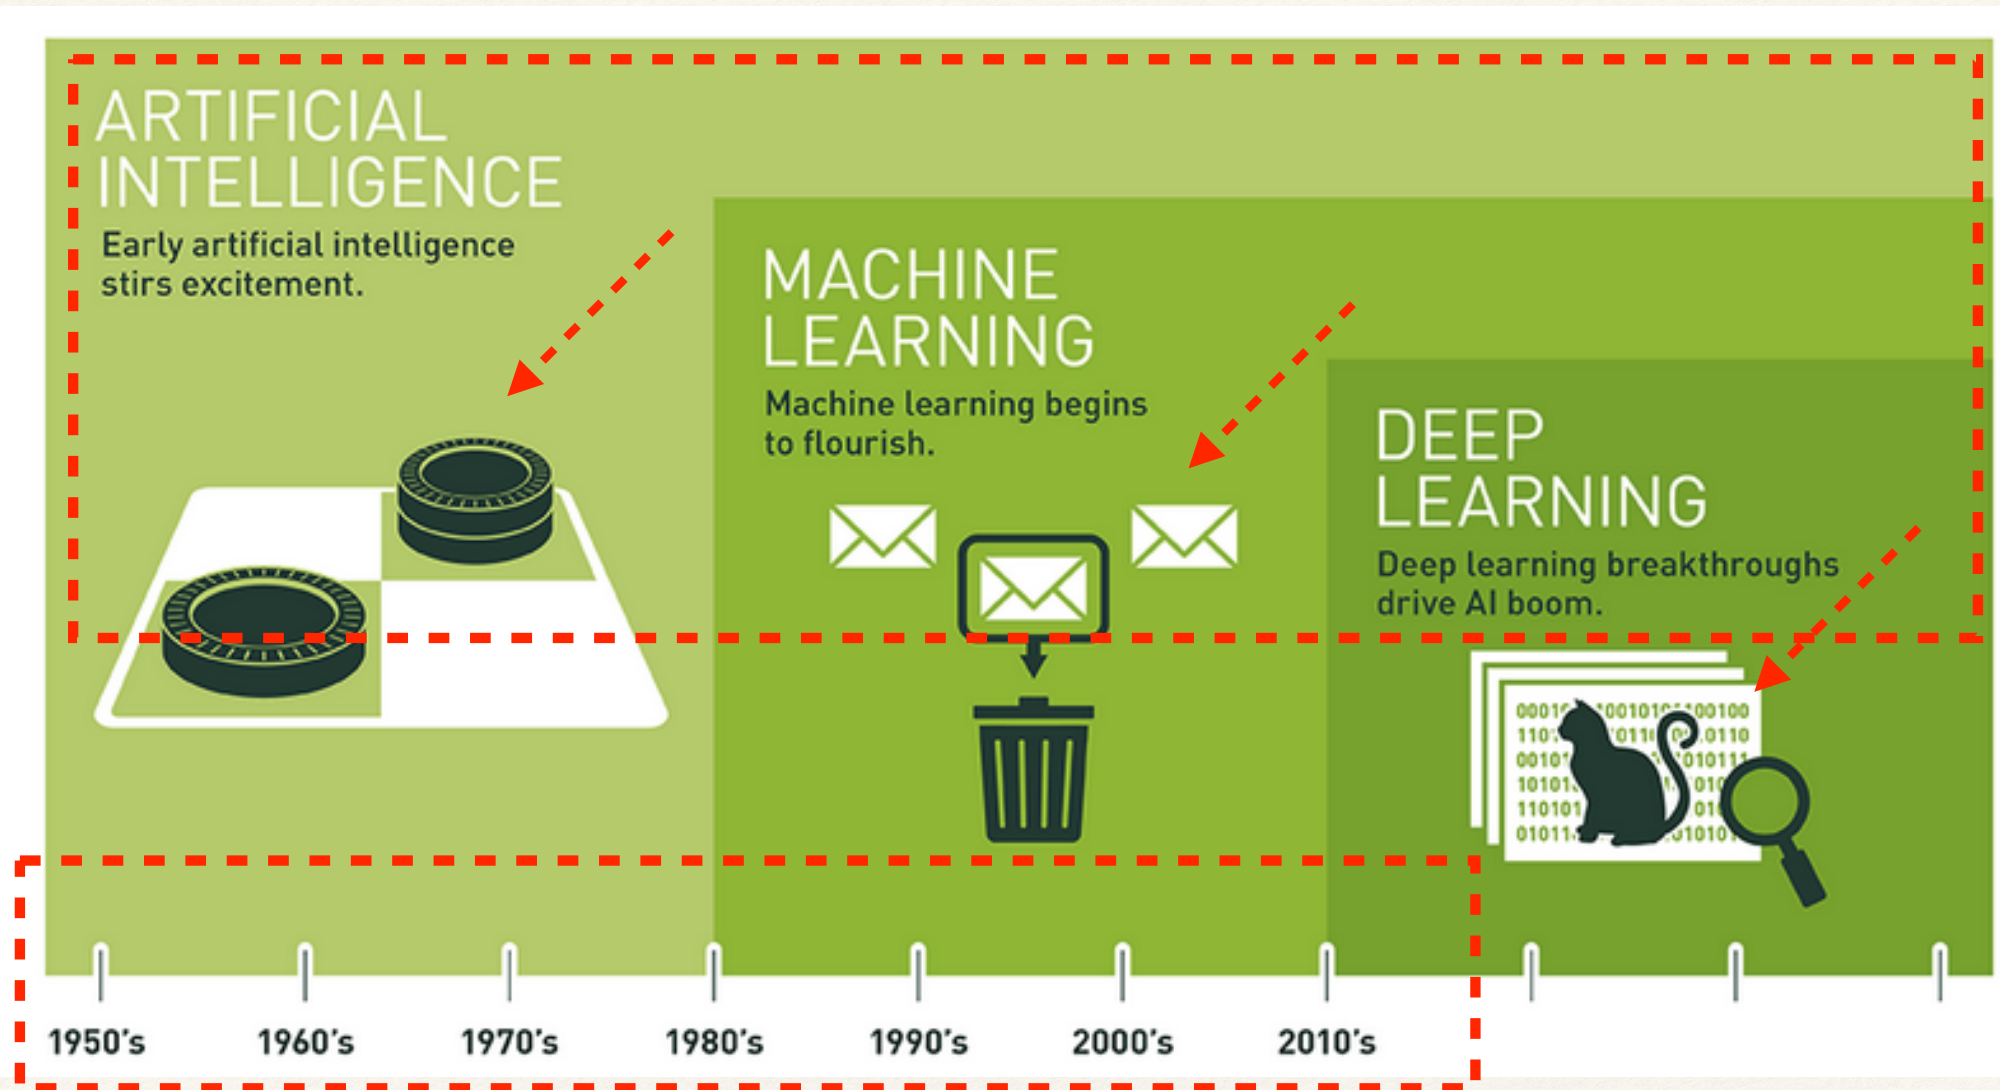 ARTIFICIAL
INTELLIGENCE
Early artificial intelligence
stirs excitement.
MACHINE
LEARNING
Machine learning begins
to flourish.
DEEP
LEARNING
Deep learning breakthroughs
drive AI boom.
1950's
1960's
1970's
1980's
1990's
2000's
2010's